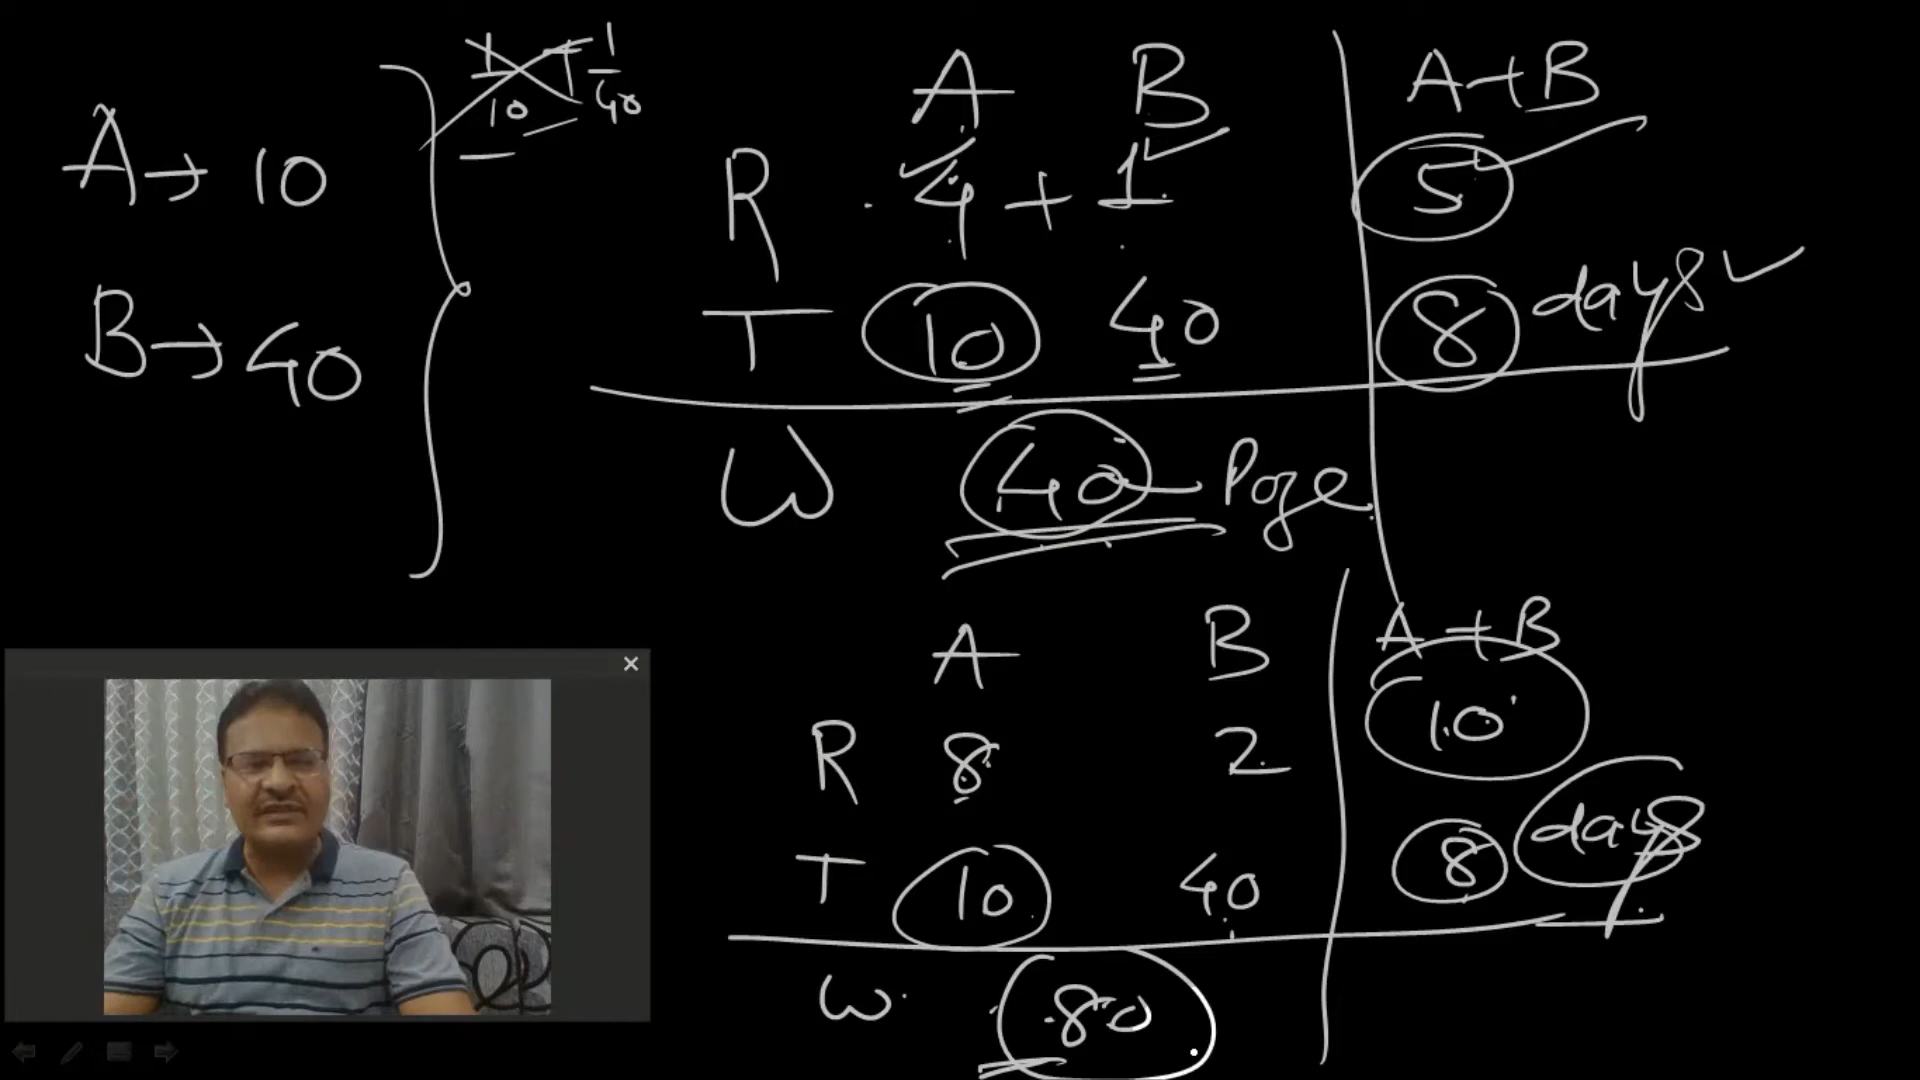 A → 10
B → 40
1/10 + 1/40
A B A+B
R 4 + 1 5
T 10 40 8 days
W 40 Page
A B A+B
R 8 2 10
T 10 40 8 days
W 80